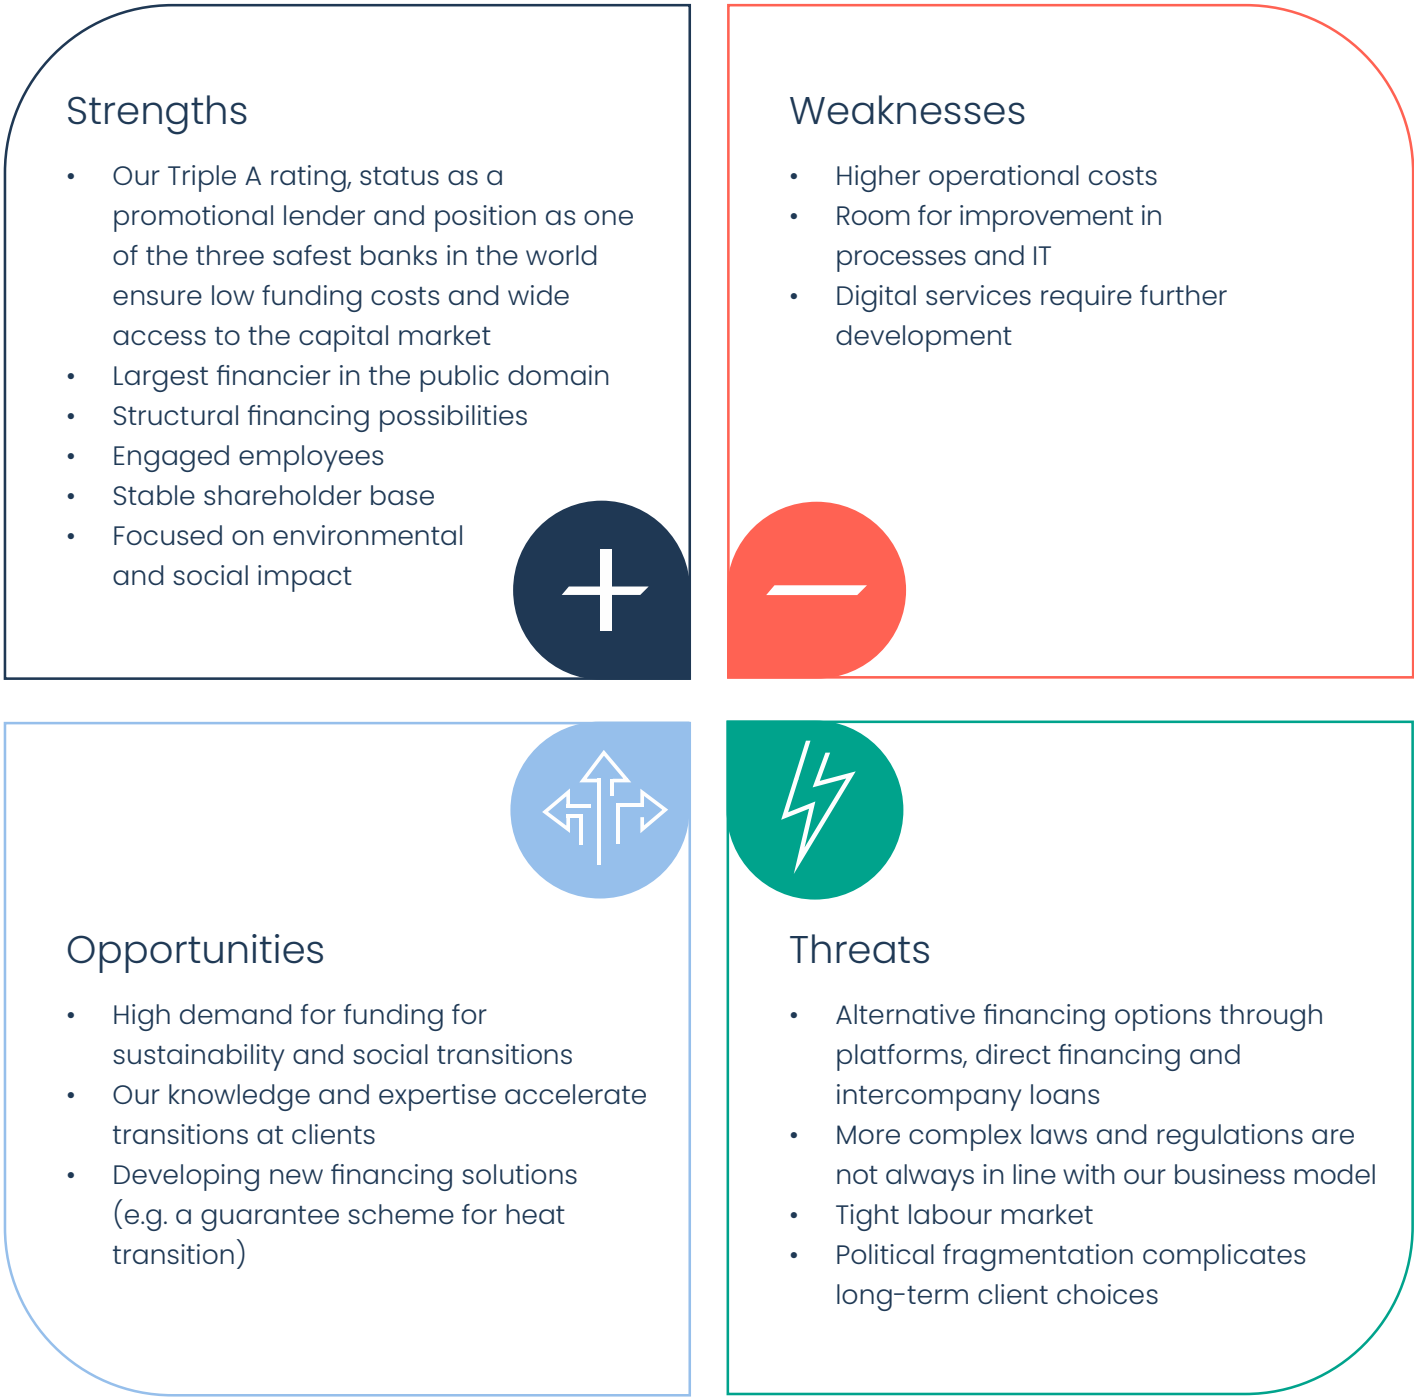 Strengths
• Our Triple A rating, status as a
promotional lender and position as one
of the three safest banks in the world
ensure low funding costs and wide
access to the capital market
• Largest financier in the public domain
• Structural financing possibilities
• Engaged employees
• Stable shareholder base
• Focused on environmental
and social impact
Weaknesses
• Higher operational costs
• Room for improvement in
processes and IT
• Digital services require further
development
Opportunities
• High demand for funding for
sustainability and social transitions
• Our knowledge and expertise accelerate
transitions at clients
• Developing new financing solutions
(e.g. a guarantee scheme for heat
transition)
Threats
• Alternative financing options through
platforms, direct financing and
intercompany loans
• More complex laws and regulations are
not always in line with our business model
• Tight labour market
• Political fragmentation complicates
long-term client choices